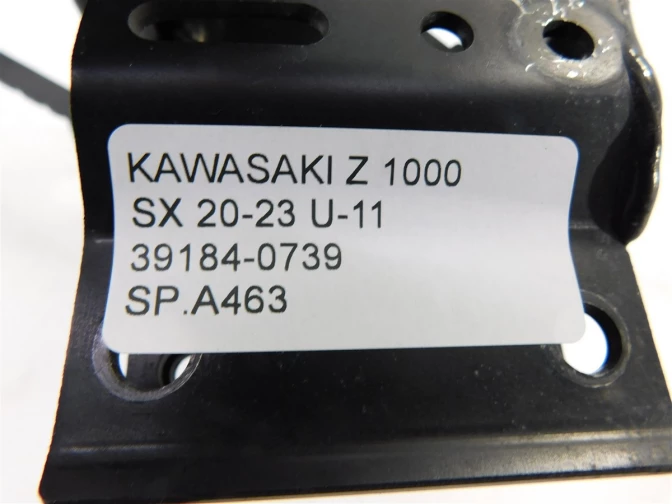 KAWASAKI Z 1000
SX 20-23 U-11
39184-0739
SP.A463